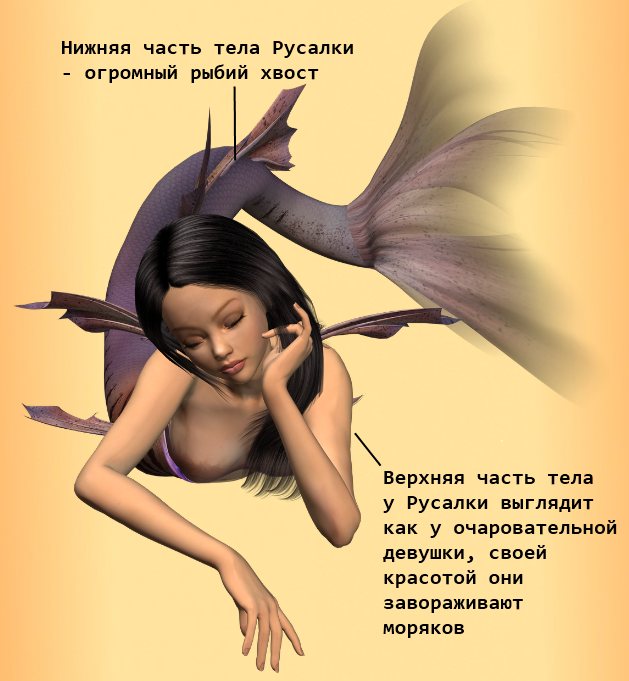 Нижняя часть тела Русалки
- огромный рыбий хвост
Верхняя часть тела
у Русалки выглядит
как у очаровательной
девушки, своей
красотой они
завораживают
моряков